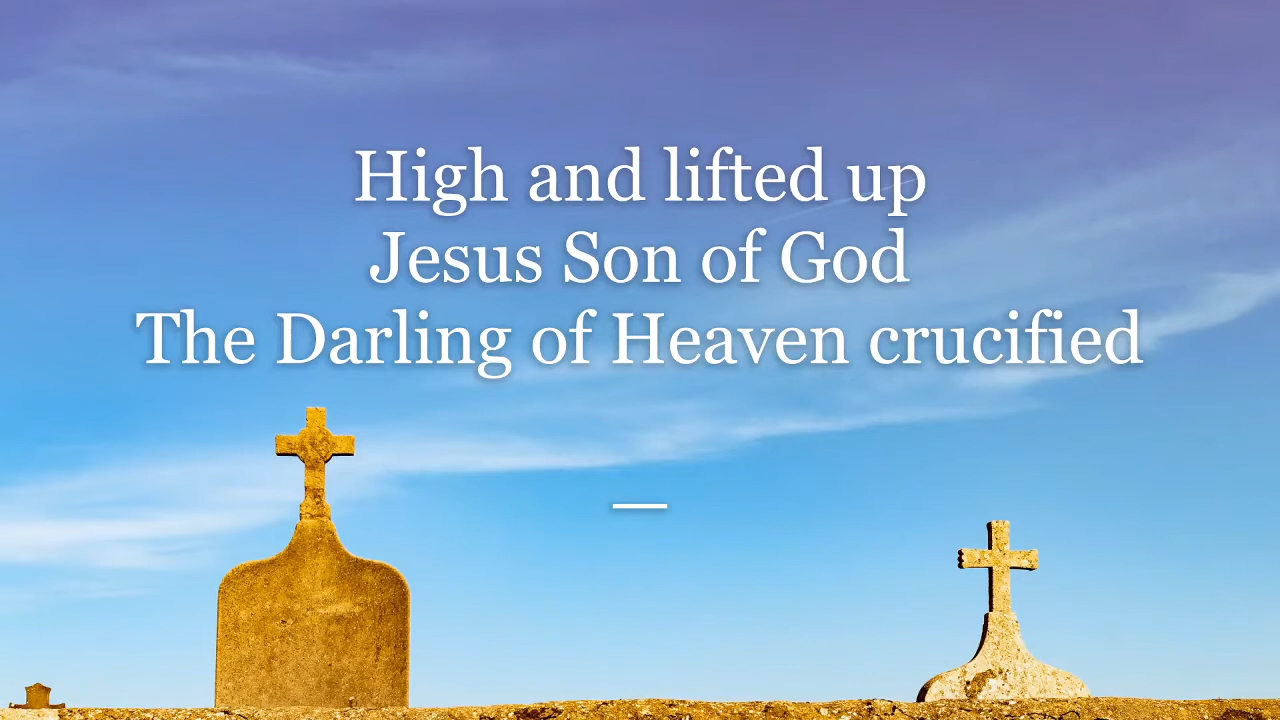 High and lifted up
Jesus Son of God
The Darling of Heaven crucified
—